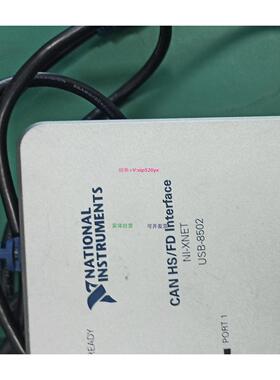 NATIONAL
INSTRUMENTS
CAN HS/FD Interface
NI-XNET
USB-8502
READY
PORT 1